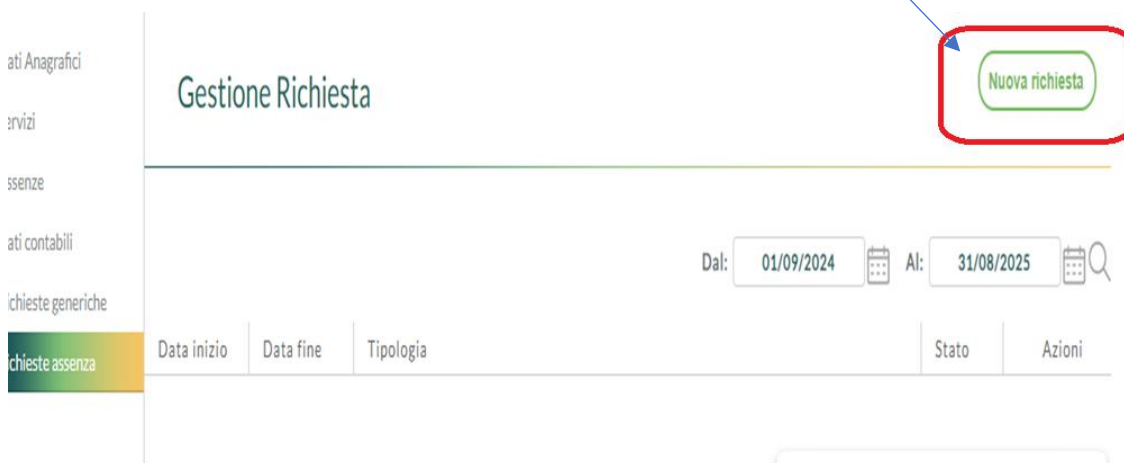 ati Anagrafici
Gestione Richiesta
Nuova richiesta
ervizi
ssenze
ati contabili
Dal: 01/09/2024 Al: 31/08/2025
ichieste generiche
ichieste assenza
Data inizio Data fine Tipologia Stato Azioni